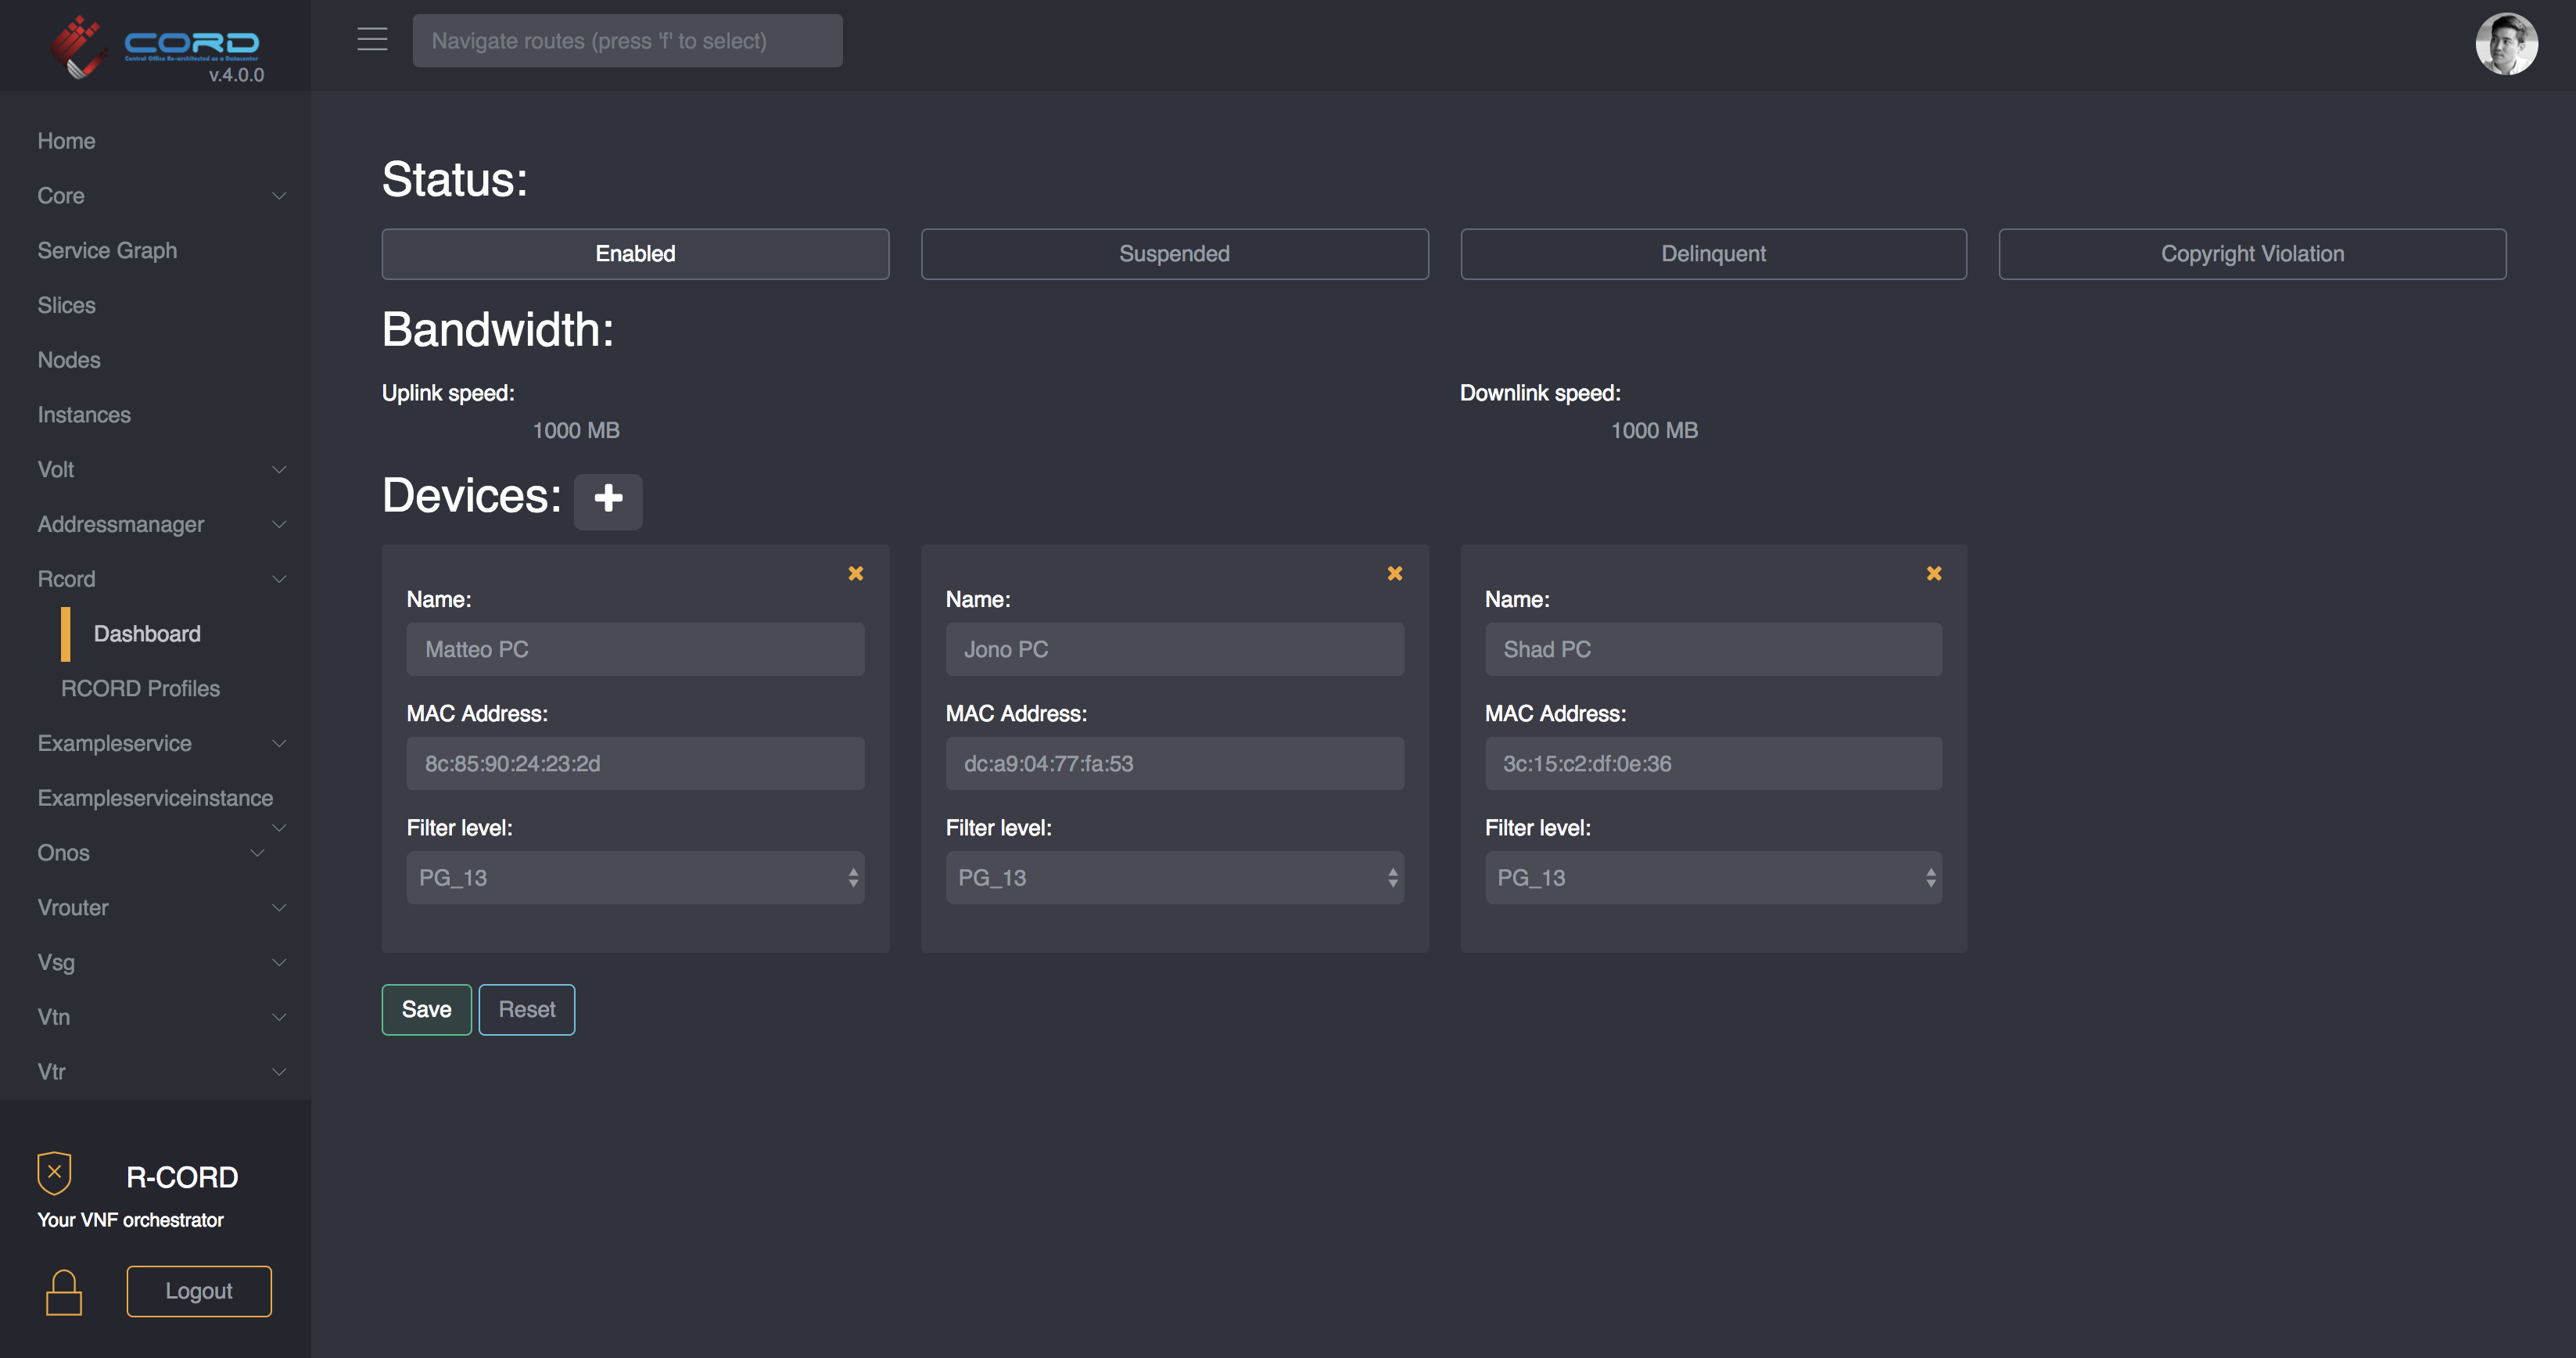 CORD
Central Office Re-architected as a Datacenter
v.4.0.0
Navigate routes (press 'f' to select)
Home
Core
Service Graph
Slices
Nodes
Instances
Volt
Addressmanager
Rcord
Dashboard
RCORD Profiles
Exampleservice
Exampleserviceinstance
Onos
Vrouter
Vsg
Vtn
Vtr
R-CORD
Your VNF orchestrator
Logout
Status:
Enabled Suspended Delinquent Copyright Violation
Bandwidth:
Uplink speed: Downlink speed:
1000 MB 1000 MB
Devices:
Name: Name: Name:
Matteo PC Jono PC Shad PC
MAC Address: MAC Address: MAC Address:
8c:85:90:24:23:2d dc:a9:04:77:fa:53 3c:15:c2:df:0e:36
Filter level: Filter level: Filter level:
PG_13 PG_13 PG_13
Save Reset